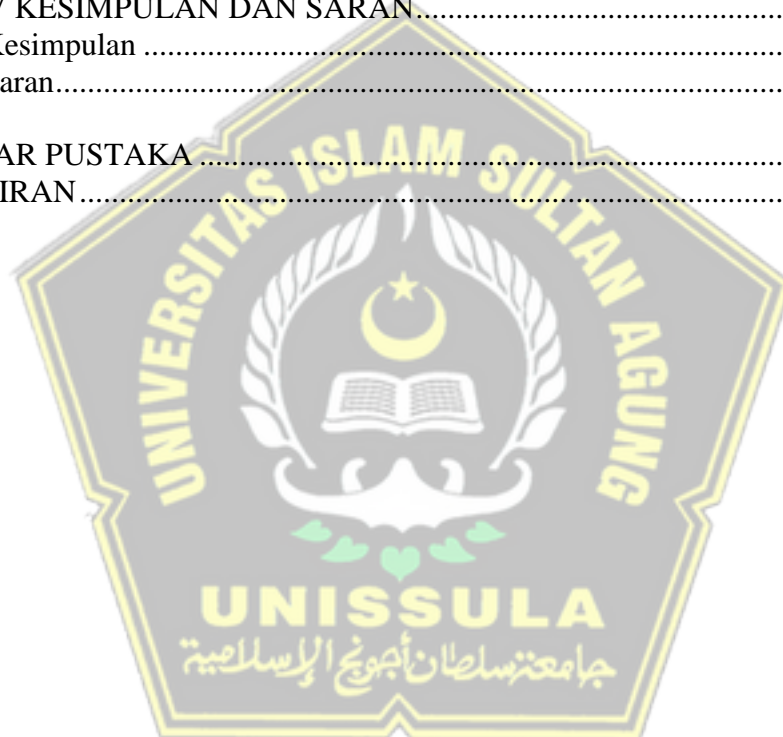 KESIMPULAN DAN SARAN
Kesimpulan
aran
AR PUSTAKA
IRAN
UNIVERSITAS ISLAM SULTAN AGUNG
UNISSULA
جامعة سلطان أجونج الإسلامية